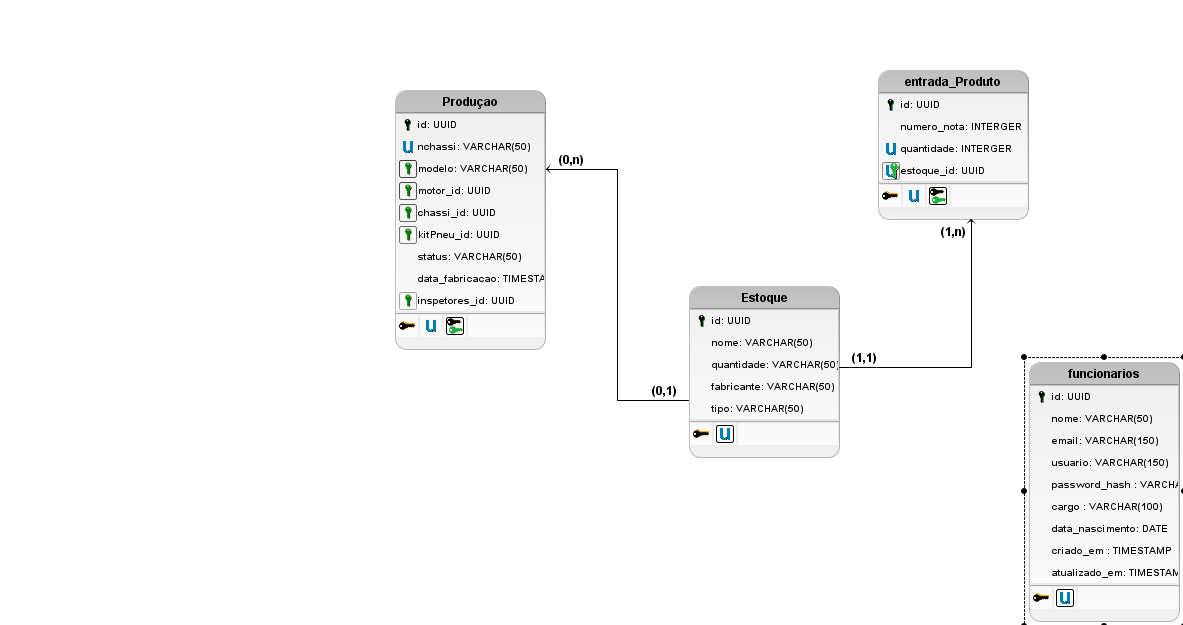 Produçao
id: UUID
nchassi: VARCHAR(50)
modelo: VARCHAR(50)
motor_id: UUID
chassi_id: UUID
kitPneu_id: UUID
status: VARCHAR(50)
data_fabricacao: TIMESTA
inspetores_id: UUID
(0,n)
(0,1)
Estoque
id: UUID
nome: VARCHAR(50)
quantidade: VARCHAR(50)
fabricante: VARCHAR(50)
tipo: VARCHAR(50)
(1,1)
(1,n)
entrada_Produto
id: UUID
numero_nota: INTERGER
quantidade: INTERGER
estoque_id: UUID
funcionarios
id: UUID
nome: VARCHAR(50)
email: VARCHAR(150)
usuario: VARCHAR(150)
password_hash : VARCHA
cargo : VARCHAR(100)
data_nascimento: DATE
criado_em : TIMESTAMP
atualizado_em: TIMESTAM